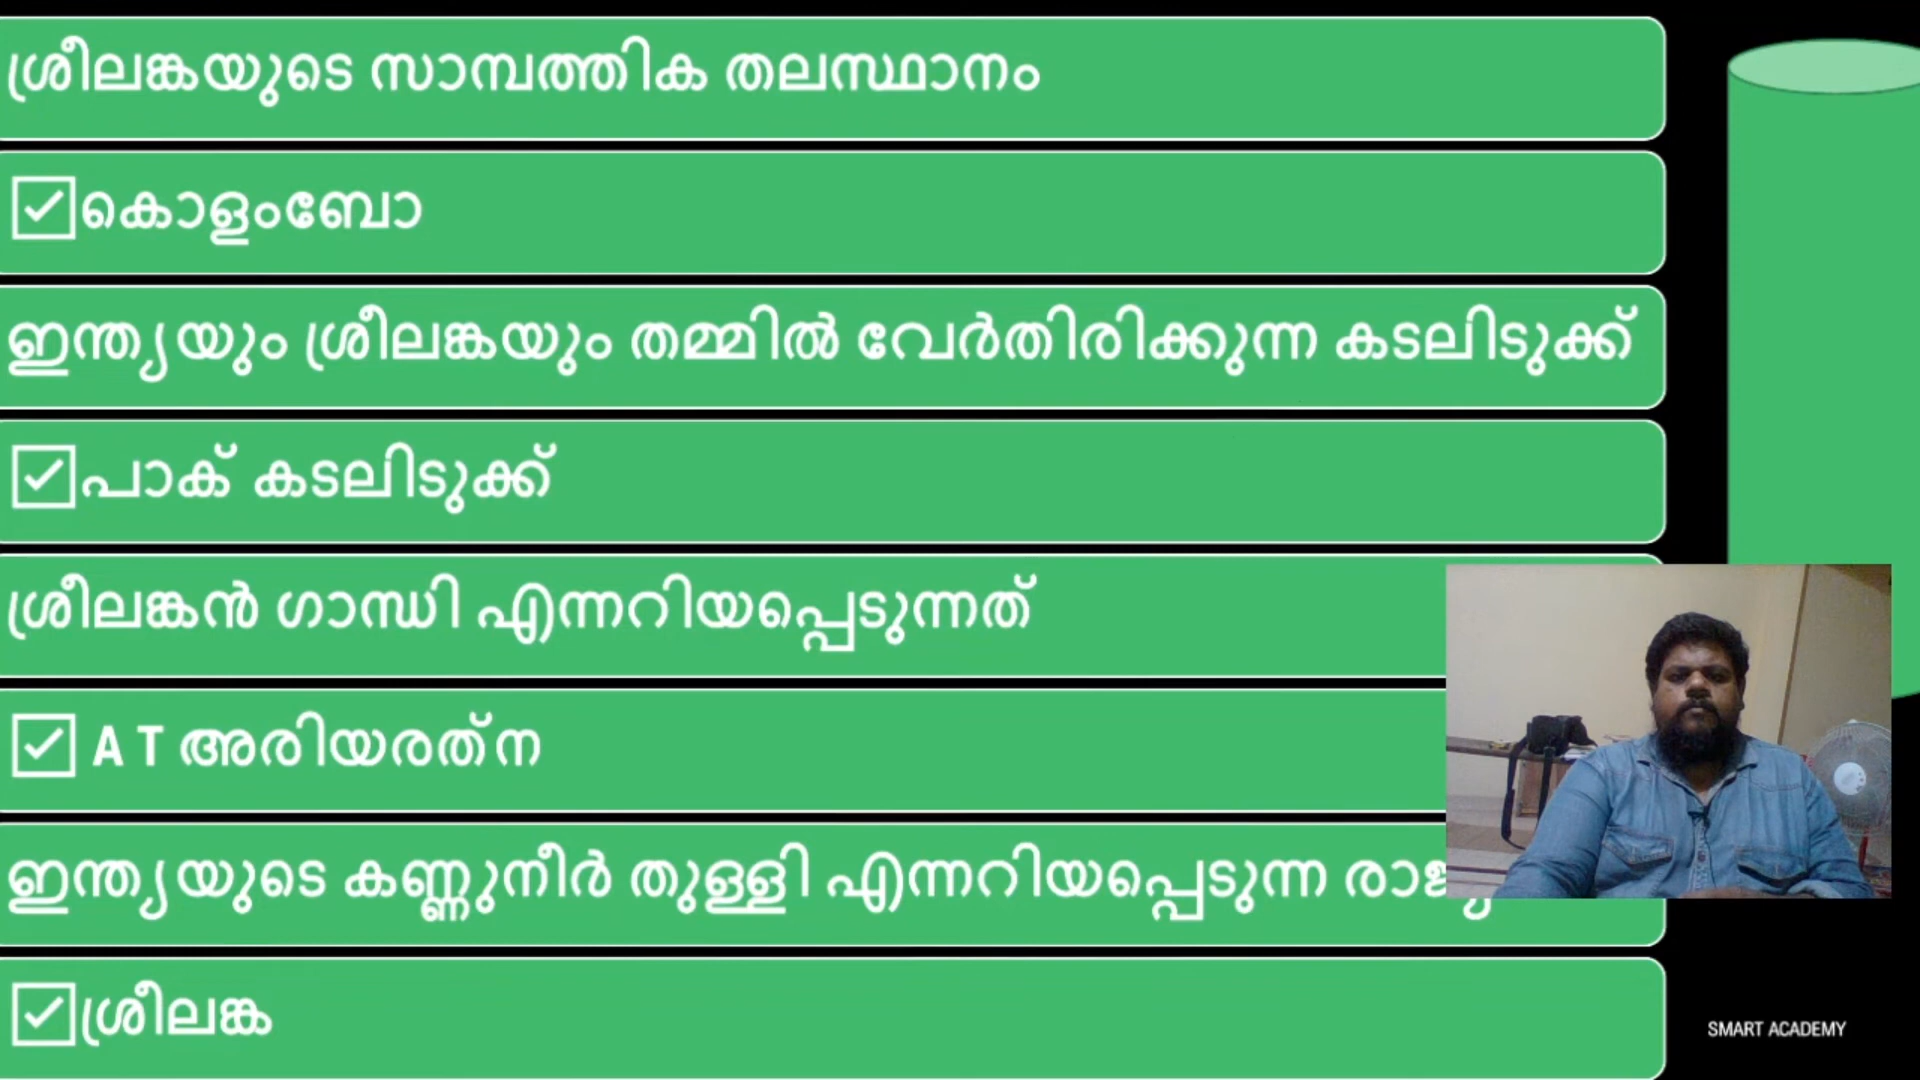 ശ്രീലങ്കയുടെ സാമ്പത്തിക തലസ്ഥാനം
കൊളംബോ
ഇന്ത്യയും ശ്രീലങ്കയും തമ്മിൽ വേർതിരിക്കുന്ന കടലിടുക്ക്
പാക് കടലിടുക്ക്
ശ്രീലങ്കൻ ഗാന്ധി എന്നറിയപ്പെടുന്നത്
A T അരിയരത്ന
ഇന്ത്യയുടെ കണ്ണുനീർ തുള്ളി എന്നറിയപ്പെടുന്ന
ശ്രീലങ്ക
SMART ACADEMY